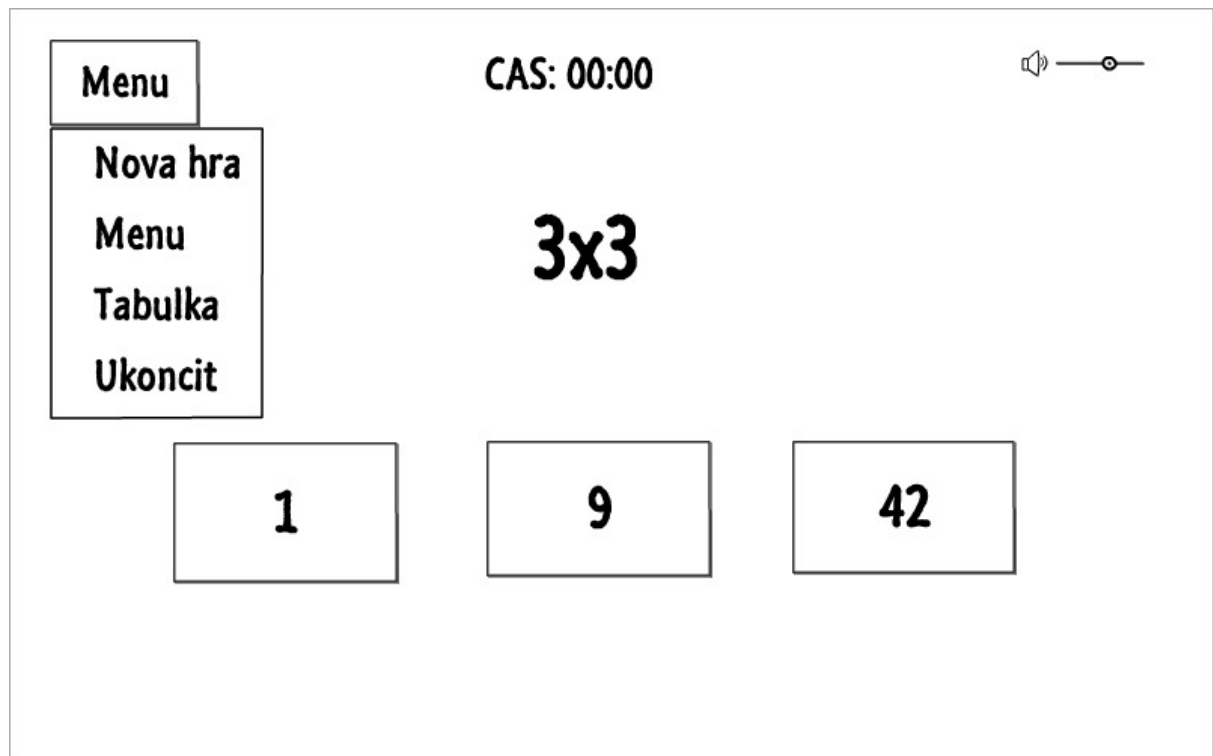 Menu
CAS: 00:00
Nova hra
Menu
Tabulka
Ukoncit
3x3
1
9
42